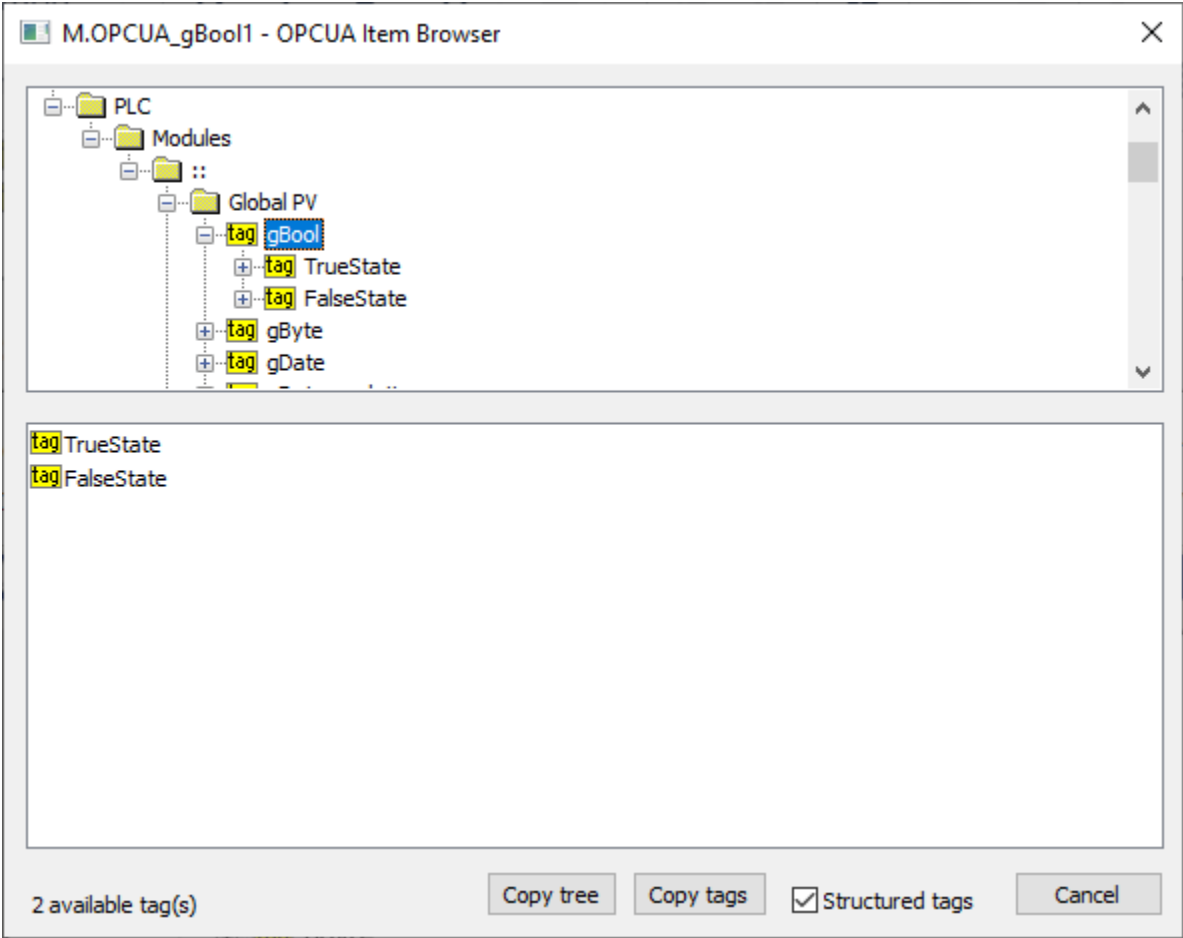 M.OPCUA_gBool1 - OPCUA Item Browser
PLC
Modules
::
Global PV
tag gBool
tag TrueState
tag FalseState
tag gByte
tag gDate
tag TrueState
tag FalseState
2 available tag(s)
Copy tree
Copy tags
Structured tags
Cancel